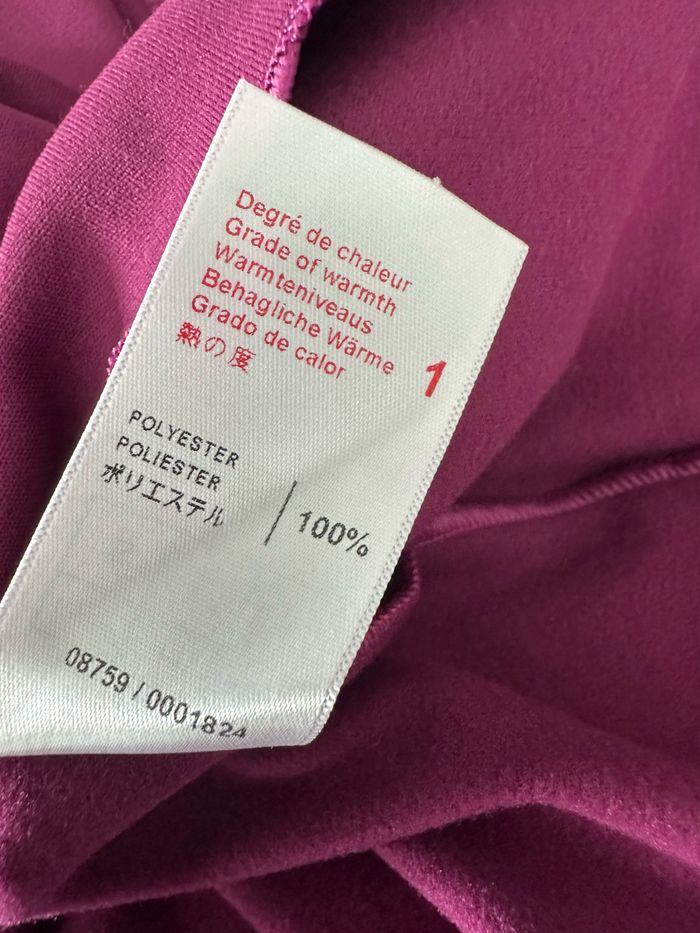 Degré de chaleur
Grade of warmth
Warmteniveaus
Behagliche Wärme
Grado de calor
熱の度
1
POLYESTER
POLIESTER
ポリエステル
100%
08759 / 0001824